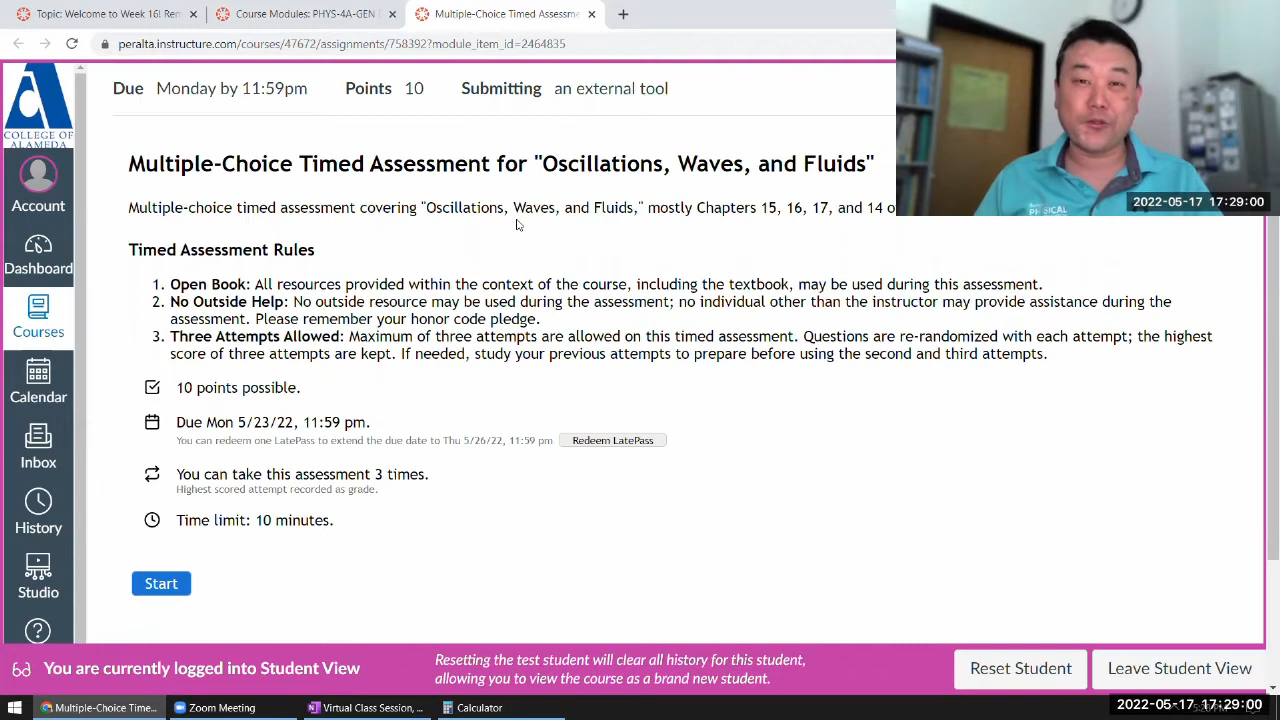 Topic: Welcome to Week 16! Rem
Course Modules: PHYS-4A-GEN
Multiple-Choice Timed Assessme
peralta.instructure.com/courses/47672/assignments/758392?module_item_id=2464835
COLLEGE OF
ALAMEDA
Account
Dashboard
Courses
Calendar
Inbox
History
Studio
Due Monday by 11:59pm Points 10 Submitting an external tool
PHYSICAL
2022-05-17 17:29:00
Multiple-Choice Timed Assessment for "Oscillations, Waves, and Fluids"
Multiple-choice timed assessment covering "Oscillations, Waves, and Fluids," mostly Chapters 15, 16, 17, and 14 o
Timed Assessment Rules
1. Open Book: All resources provided within the context of the course, including the textbook, may be used during this assessment.
2. No Outside Help: No outside resource may be used during the assessment; no individual other than the instructor may provide assistance during the
assessment. Please remember your honor code pledge.
3. Three Attempts Allowed: Maximum of three attempts are allowed on this timed assessment. Questions are re-randomized with each attempt; the highest
score of three attempts are kept. If needed, study your previous attempts to prepare before using the second and third attempts.
10 points possible.
Due Mon 5/23/22, 11:59 pm.
You can redeem one LatePass to extend the due date to Thu 5/26/22, 11:59 pm Redeem LatePass
You can take this assessment 3 times.
Highest scored attempt recorded as grade.
Time limit: 10 minutes.
Start
You are currently logged into Student View
Resetting the test student will clear all history for this student,
allowing you to view the course as a brand new student.
Reset Student
Leave Student View
Multiple-Choice Time...
Zoom Meeting
Virtual Class Session, ...
Calculator
2022-05-17 17:29:00